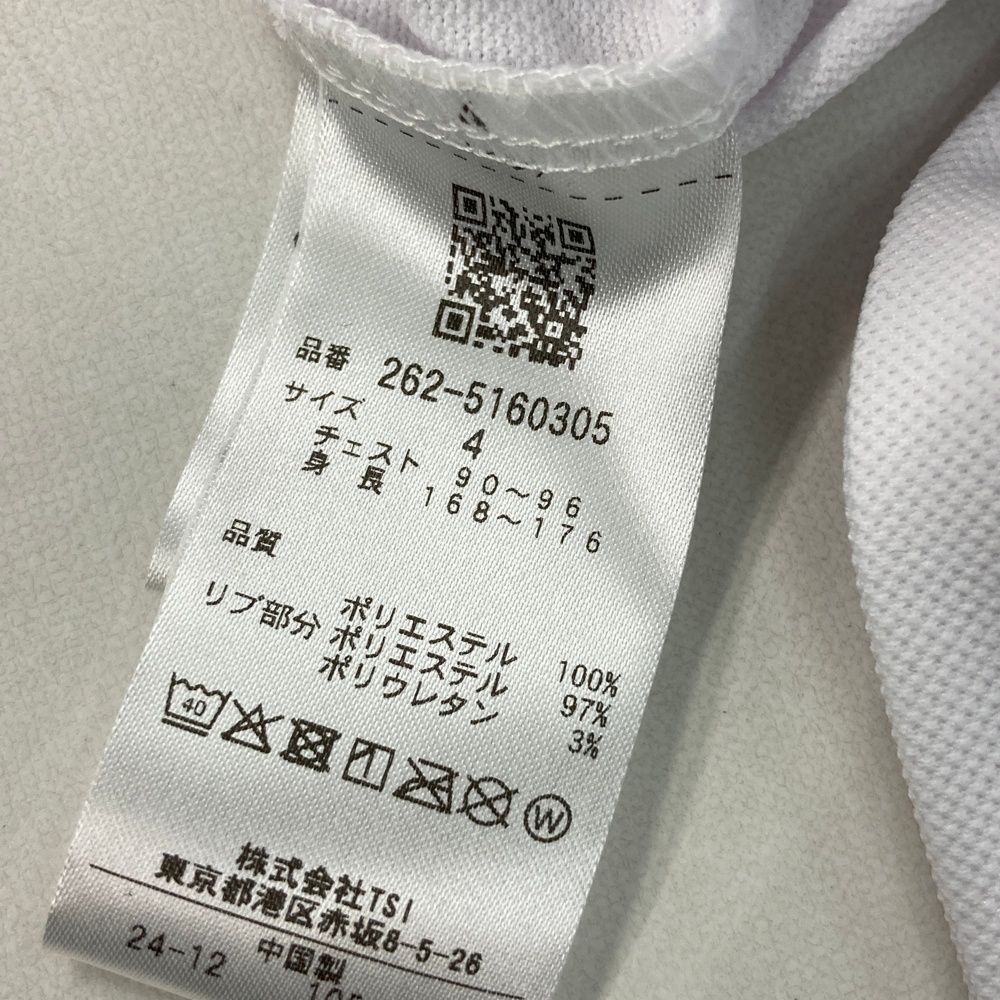 品番 262-5160305
サイズ 4
チェスト 90～96
身長 168～176
品質
ポリエステル 100%
リブ部分 ポリエステル 97%
ポリウレタン 3%
40
W
株式会社TSI
東京都港区赤坂8-5-26
24-12 中国製